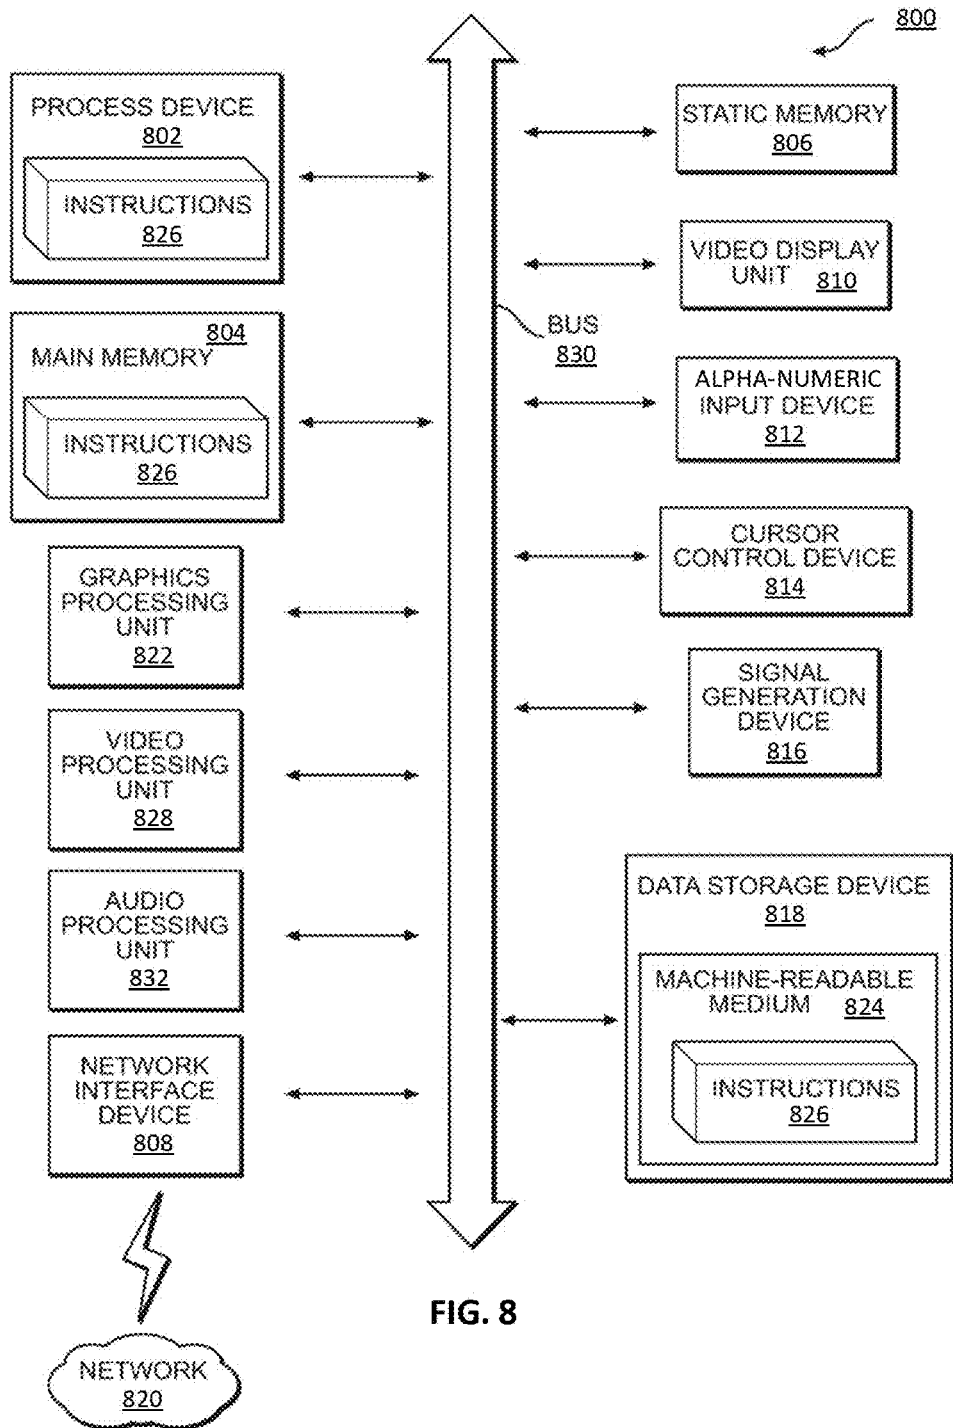 800
PROCESS DEVICE
802
INSTRUCTIONS
826
804
MAIN MEMORY
INSTRUCTIONS
826
GRAPHICS
PROCESSING
UNIT
822
VIDEO
PROCESSING
UNIT
828
AUDIO
PROCESSING
UNIT
832
NETWORK
INTERFACE
DEVICE
808
NETWORK
820
BUS
830
STATIC MEMORY
806
VIDEO DISPLAY
UNIT 810
ALPHA-NUMERIC
INPUT DEVICE
812
CURSOR
CONTROL DEVICE
814
SIGNAL
GENERATION
DEVICE
816
DATA STORAGE DEVICE
818
MACHINE-READABLE
MEDIUM 824
INSTRUCTIONS
826
FIG. 8